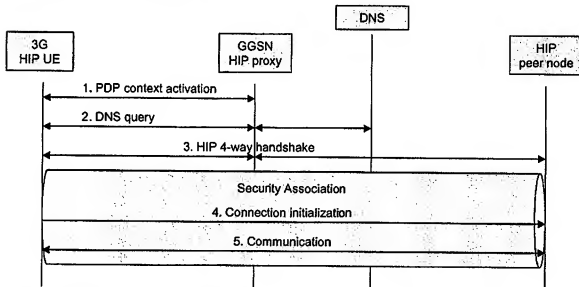 DNS
3G
HIP UE
GGSN
HIP proxy
HIP
peer node
1. PDP context activation
2. DNS query
3. HIP 4-way handshake
Security Association
4. Connection initialization
5. Communication